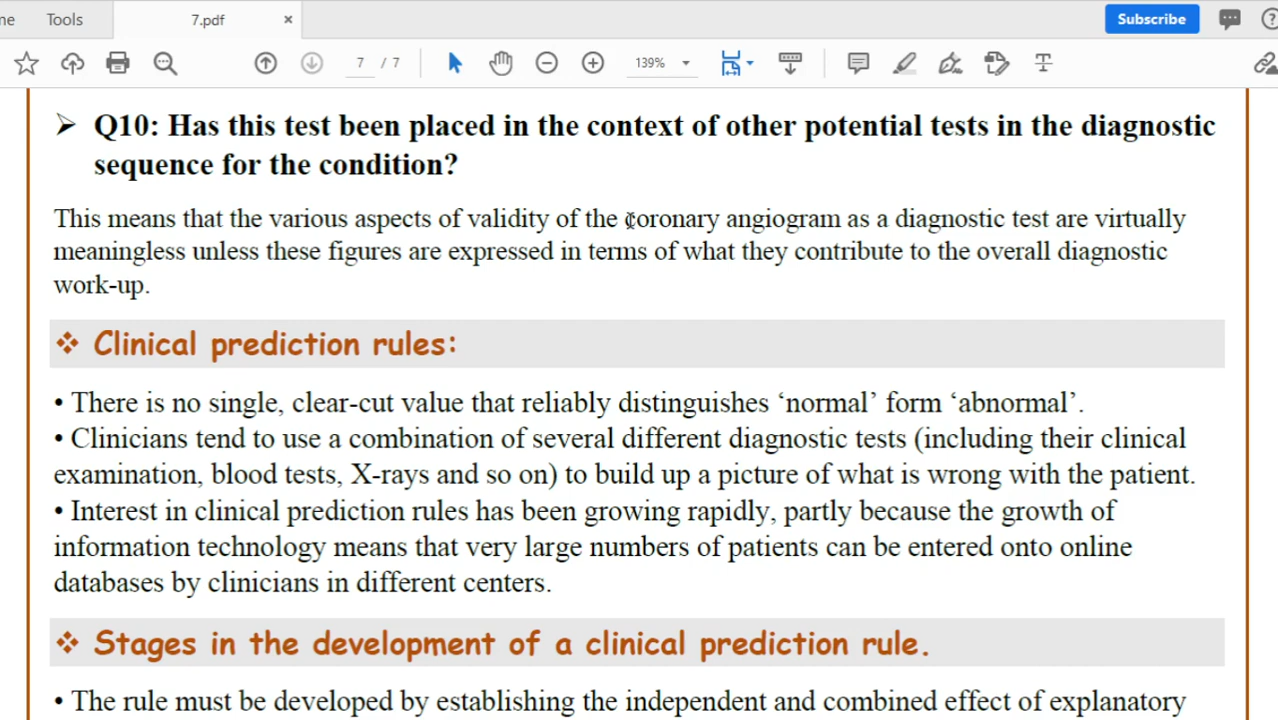 me Tools 7.pdf × Subscribe
7 / 7 139%
➢ Q10: Has this test been placed in the context of other potential tests in the diagnostic
sequence for the condition?
This means that the various aspects of validity of the coronary angiogram as a diagnostic test are virtually
meaningless unless these figures are expressed in terms of what they contribute to the overall diagnostic
work-up.
❖ Clinical prediction rules:
• There is no single, clear-cut value that reliably distinguishes ‘normal’ form ‘abnormal’.
• Clinicians tend to use a combination of several different diagnostic tests (including their clinical
examination, blood tests, X-rays and so on) to build up a picture of what is wrong with the patient.
• Interest in clinical prediction rules has been growing rapidly, partly because the growth of
information technology means that very large numbers of patients can be entered onto online
databases by clinicians in different centers.
❖ Stages in the development of a clinical prediction rule.
• The rule must be developed by establishing the independent and combined effect of explanatory